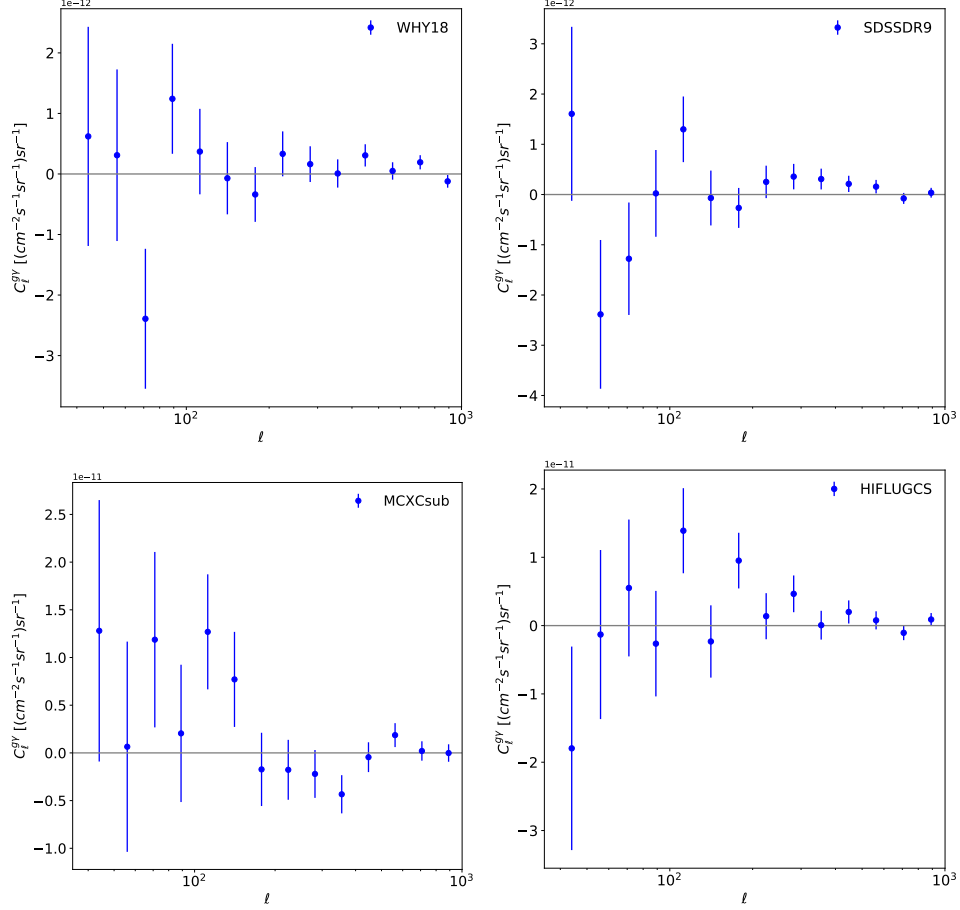 1e−12
WHY18
2
1
0
−1
−2
−3
C_ℓ^{gγ} [(cm^{−2}s^{−1}sr^{−1})sr^{−1}]
10^2
10^3
ℓ
1e−12
SDSSDR9
3
2
1
0
−1
−2
−3
−4
C_ℓ^{gγ} [(cm^{−2}s^{−1}sr^{−1})sr^{−1}]
10^2
10^3
ℓ
1e−11
MCXCsub
2.5
2.0
1.5
1.0
0.5
0.0
−0.5
−1.0
C_ℓ^{gγ} [(cm^{−2}s^{−1}sr^{−1})sr^{−1}]
10^2
10^3
ℓ
1e−11
HIFLUGCS
2
1
0
−1
−2
−3
C_ℓ^{gγ} [(cm^{−2}s^{−1}sr^{−1})sr^{−1}]
10^2
10^3
ℓ